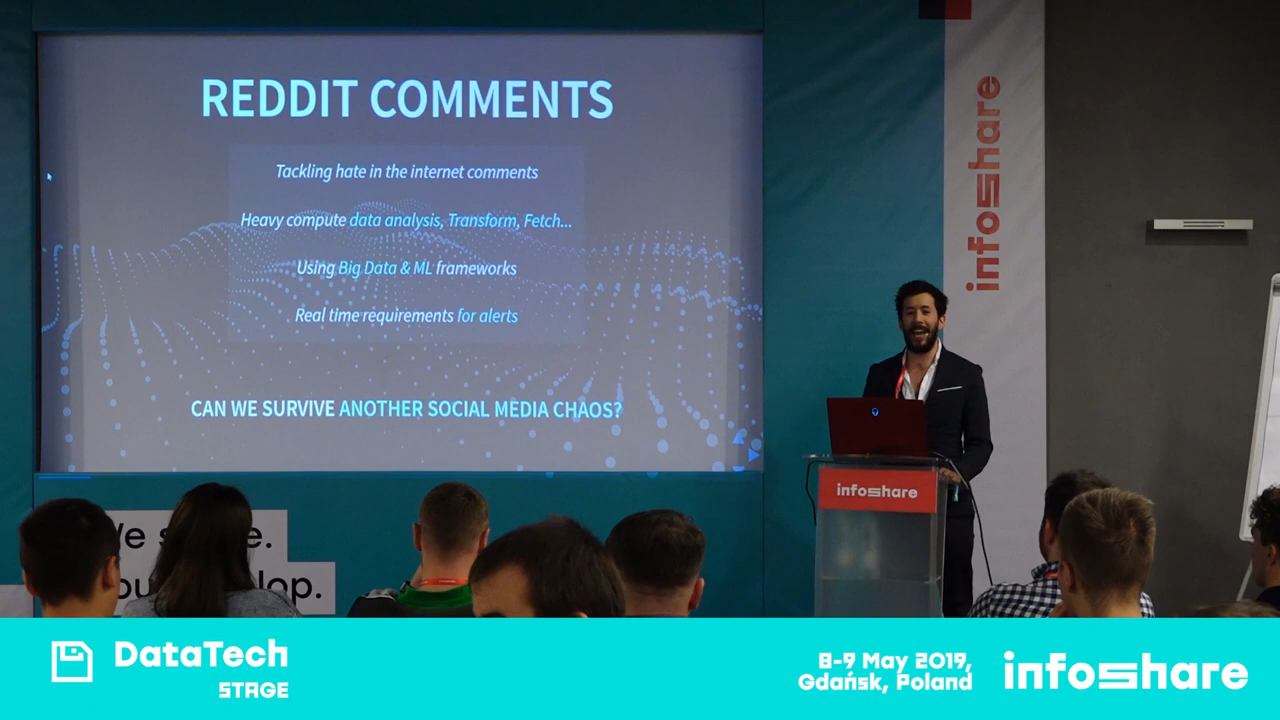 REDDIT COMMENTS
Tackling hate in the internet comments
Heavy compute data analysis, Transform, Fetch...
Using Big Data & ML frameworks
Real time requirements for alerts
CAN WE SURVIVE ANOTHER SOCIAL MEDIA CHAOS?
infoshare
infoshare
DataTech
STAGE
8-9 May 2019,
Gdańsk, Poland
infoshare